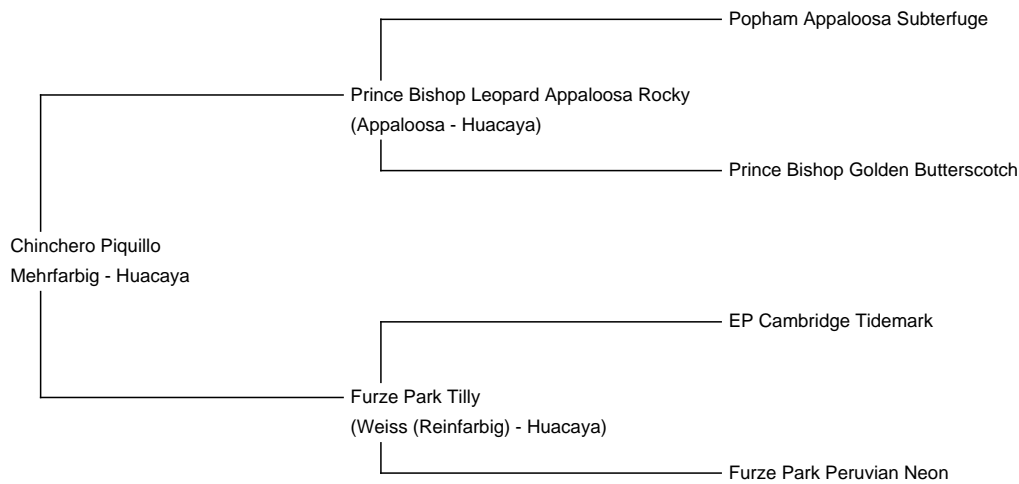 Popham Appaloosa Subterfuge
Prince Bishop Leopard Appaloosa Rocky
(Appaloosa - Huacaya)
Prince Bishop Golden Butterscotch
Chinchero Piquillo
Mehrfarbig - Huacaya
EP Cambridge Tidemark
Furze Park Tilly
(Weiss (Reinfarbig) - Huacaya)
Furze Park Peruvian Neon